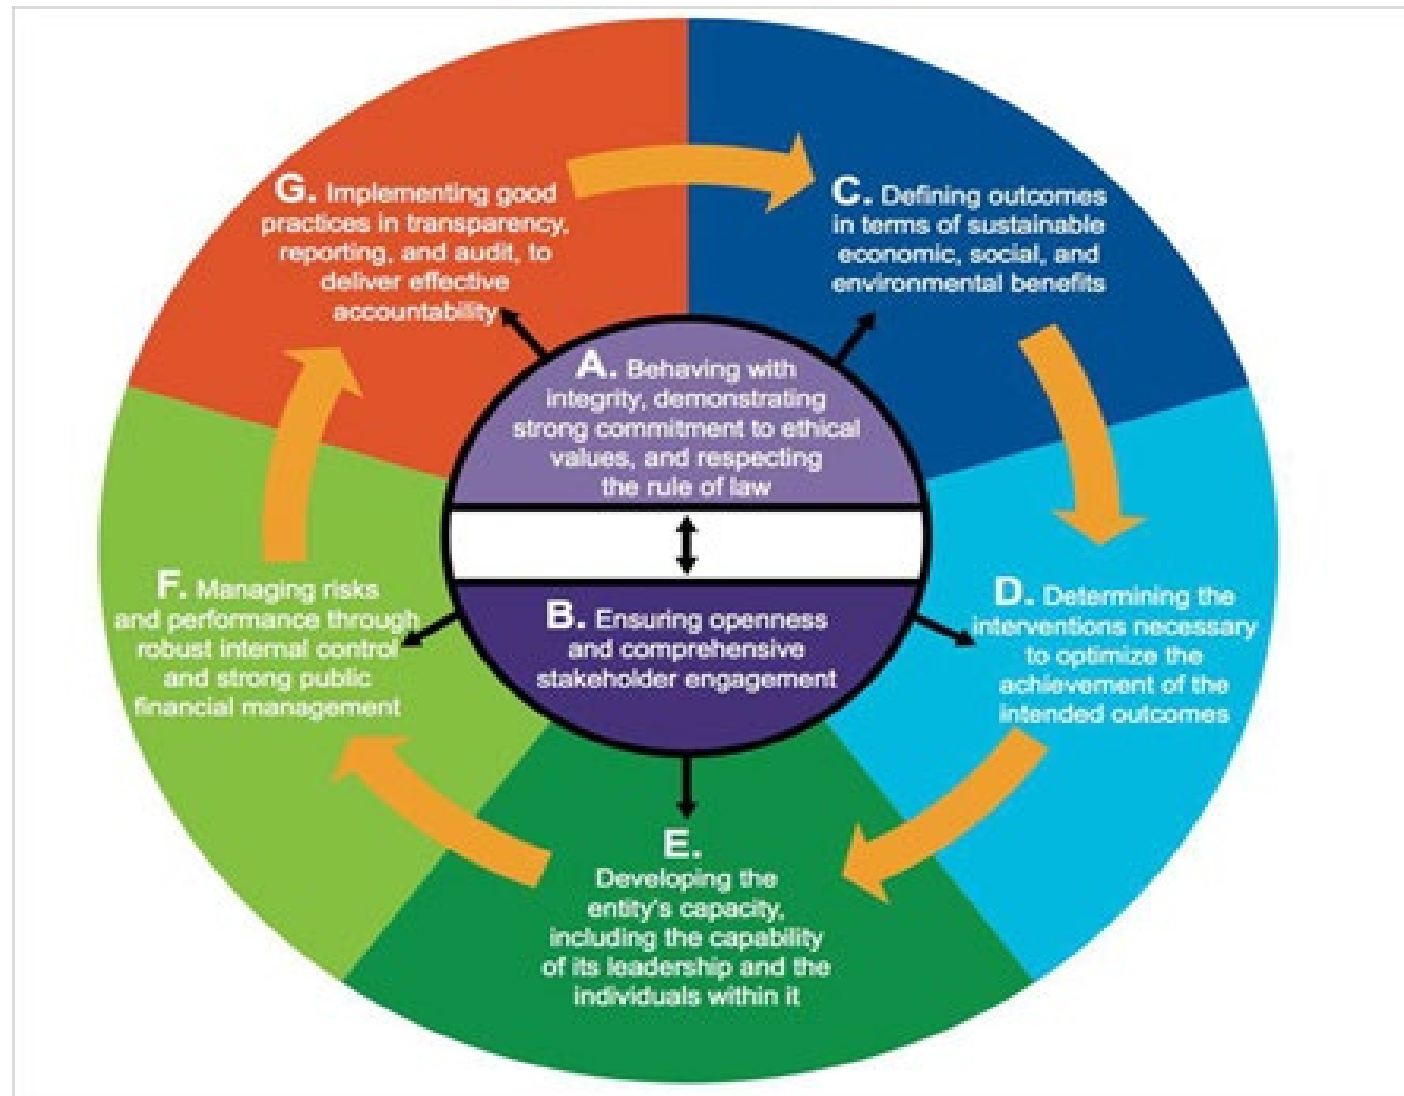 G. Implementing good
practices in transparency,
reporting, and audit, to
deliver effective
accountability
C. Defining outcomes
in terms of sustainable
economic, social, and
environmental benefits
A. Behaving with
integrity, demonstrating
strong commitment to ethical
values, and respecting
the rule of law
F. Managing risks
and performance through
robust internal control
and strong public
financial management
B. Ensuring openness
and comprehensive
stakeholder engagement
D. Determining the
interventions necessary
to optimize the
achievement of the
intended outcomes
E.
Developing the
entity's capacity,
including the capability
of its leadership and the
individuals within it